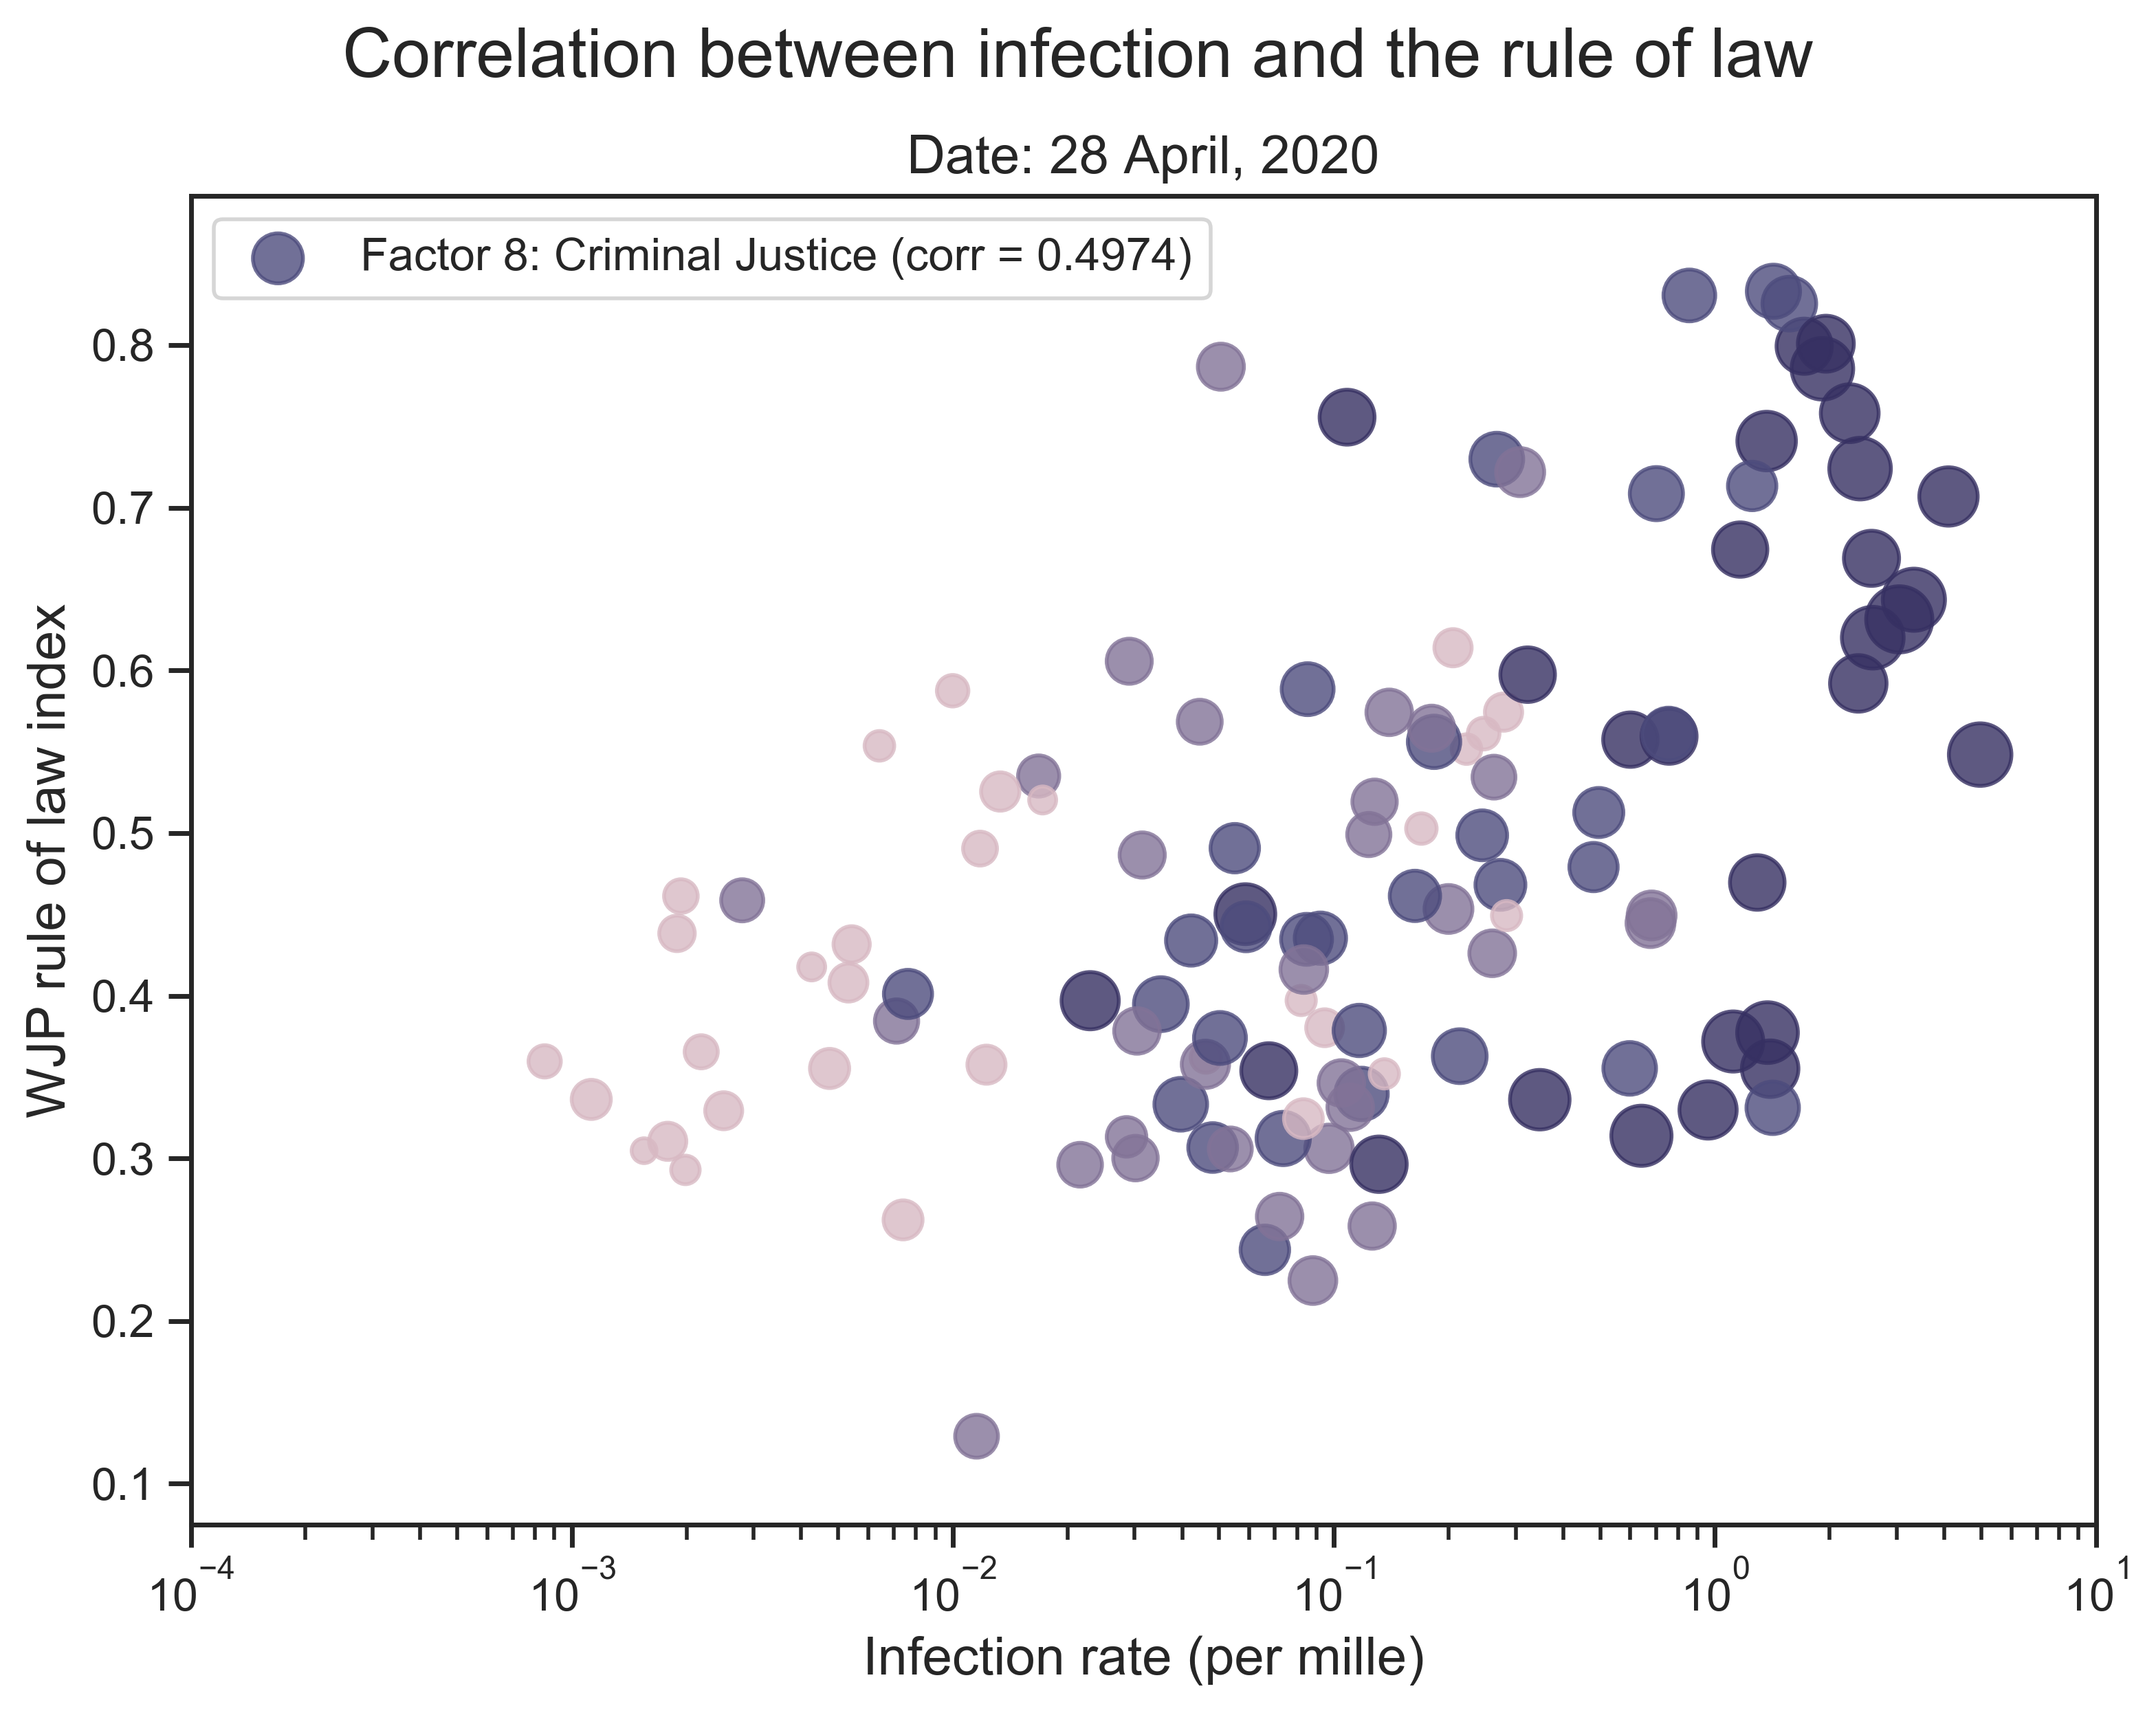 Correlation between infection and the rule of law
Date: 28 April, 2020
Factor 8: Criminal Justice (corr = 0.4974)
WJP rule of law index
0.8
0.7
0.6
0.5
0.4
0.3
0.2
0.1
10⁻⁴ 10⁻³ 10⁻² 10⁻¹ 10⁰ 10¹
Infection rate (per mille)